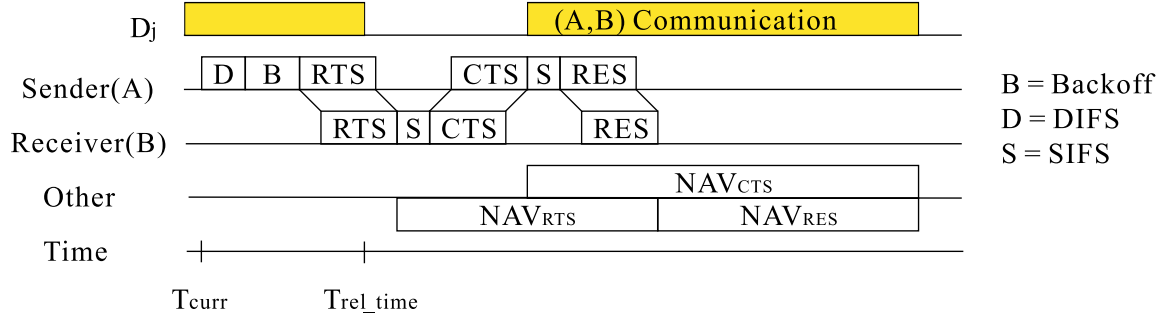 Dj (A,B) Communication
Sender(A) D B RTS CTS S RES
Receiver(B) RTS S CTS RES
Other NAVCTS
NAVRTS NAVRES
Time
Tcurr Trel_time
B = Backoff
D = DIFS
S = SIFS